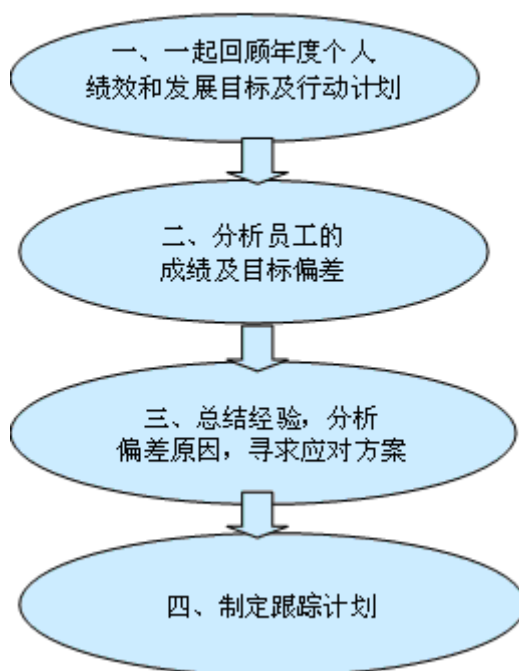 一、一起回顾年度个人
绩效和发展目标及行动计划
二、分析员工的
成绩及目标偏差
三、总结经验，分析
偏差原因，寻求应对方案
四、制定跟踪计划